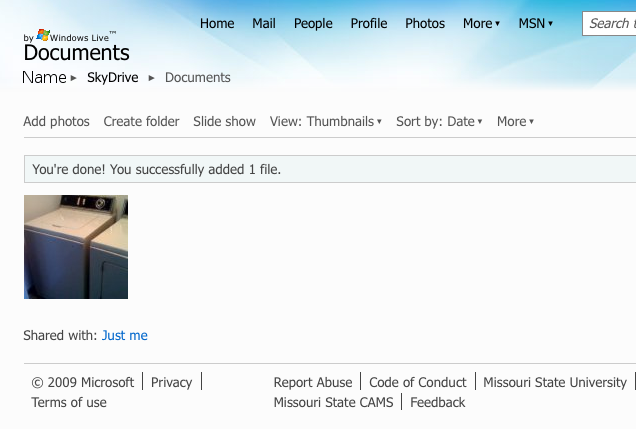 Home Mail People Profile Photos More MSN Search t
by Windows Live™
Documents
Name SkyDrive Documents
Add photos Create folder Slide show View: Thumbnails Sort by: Date More
You're done! You successfully added 1 file.
Shared with: Just me
© 2009 Microsoft Privacy Report Abuse Code of Conduct Missouri State University
Terms of use Missouri State CAMS Feedback